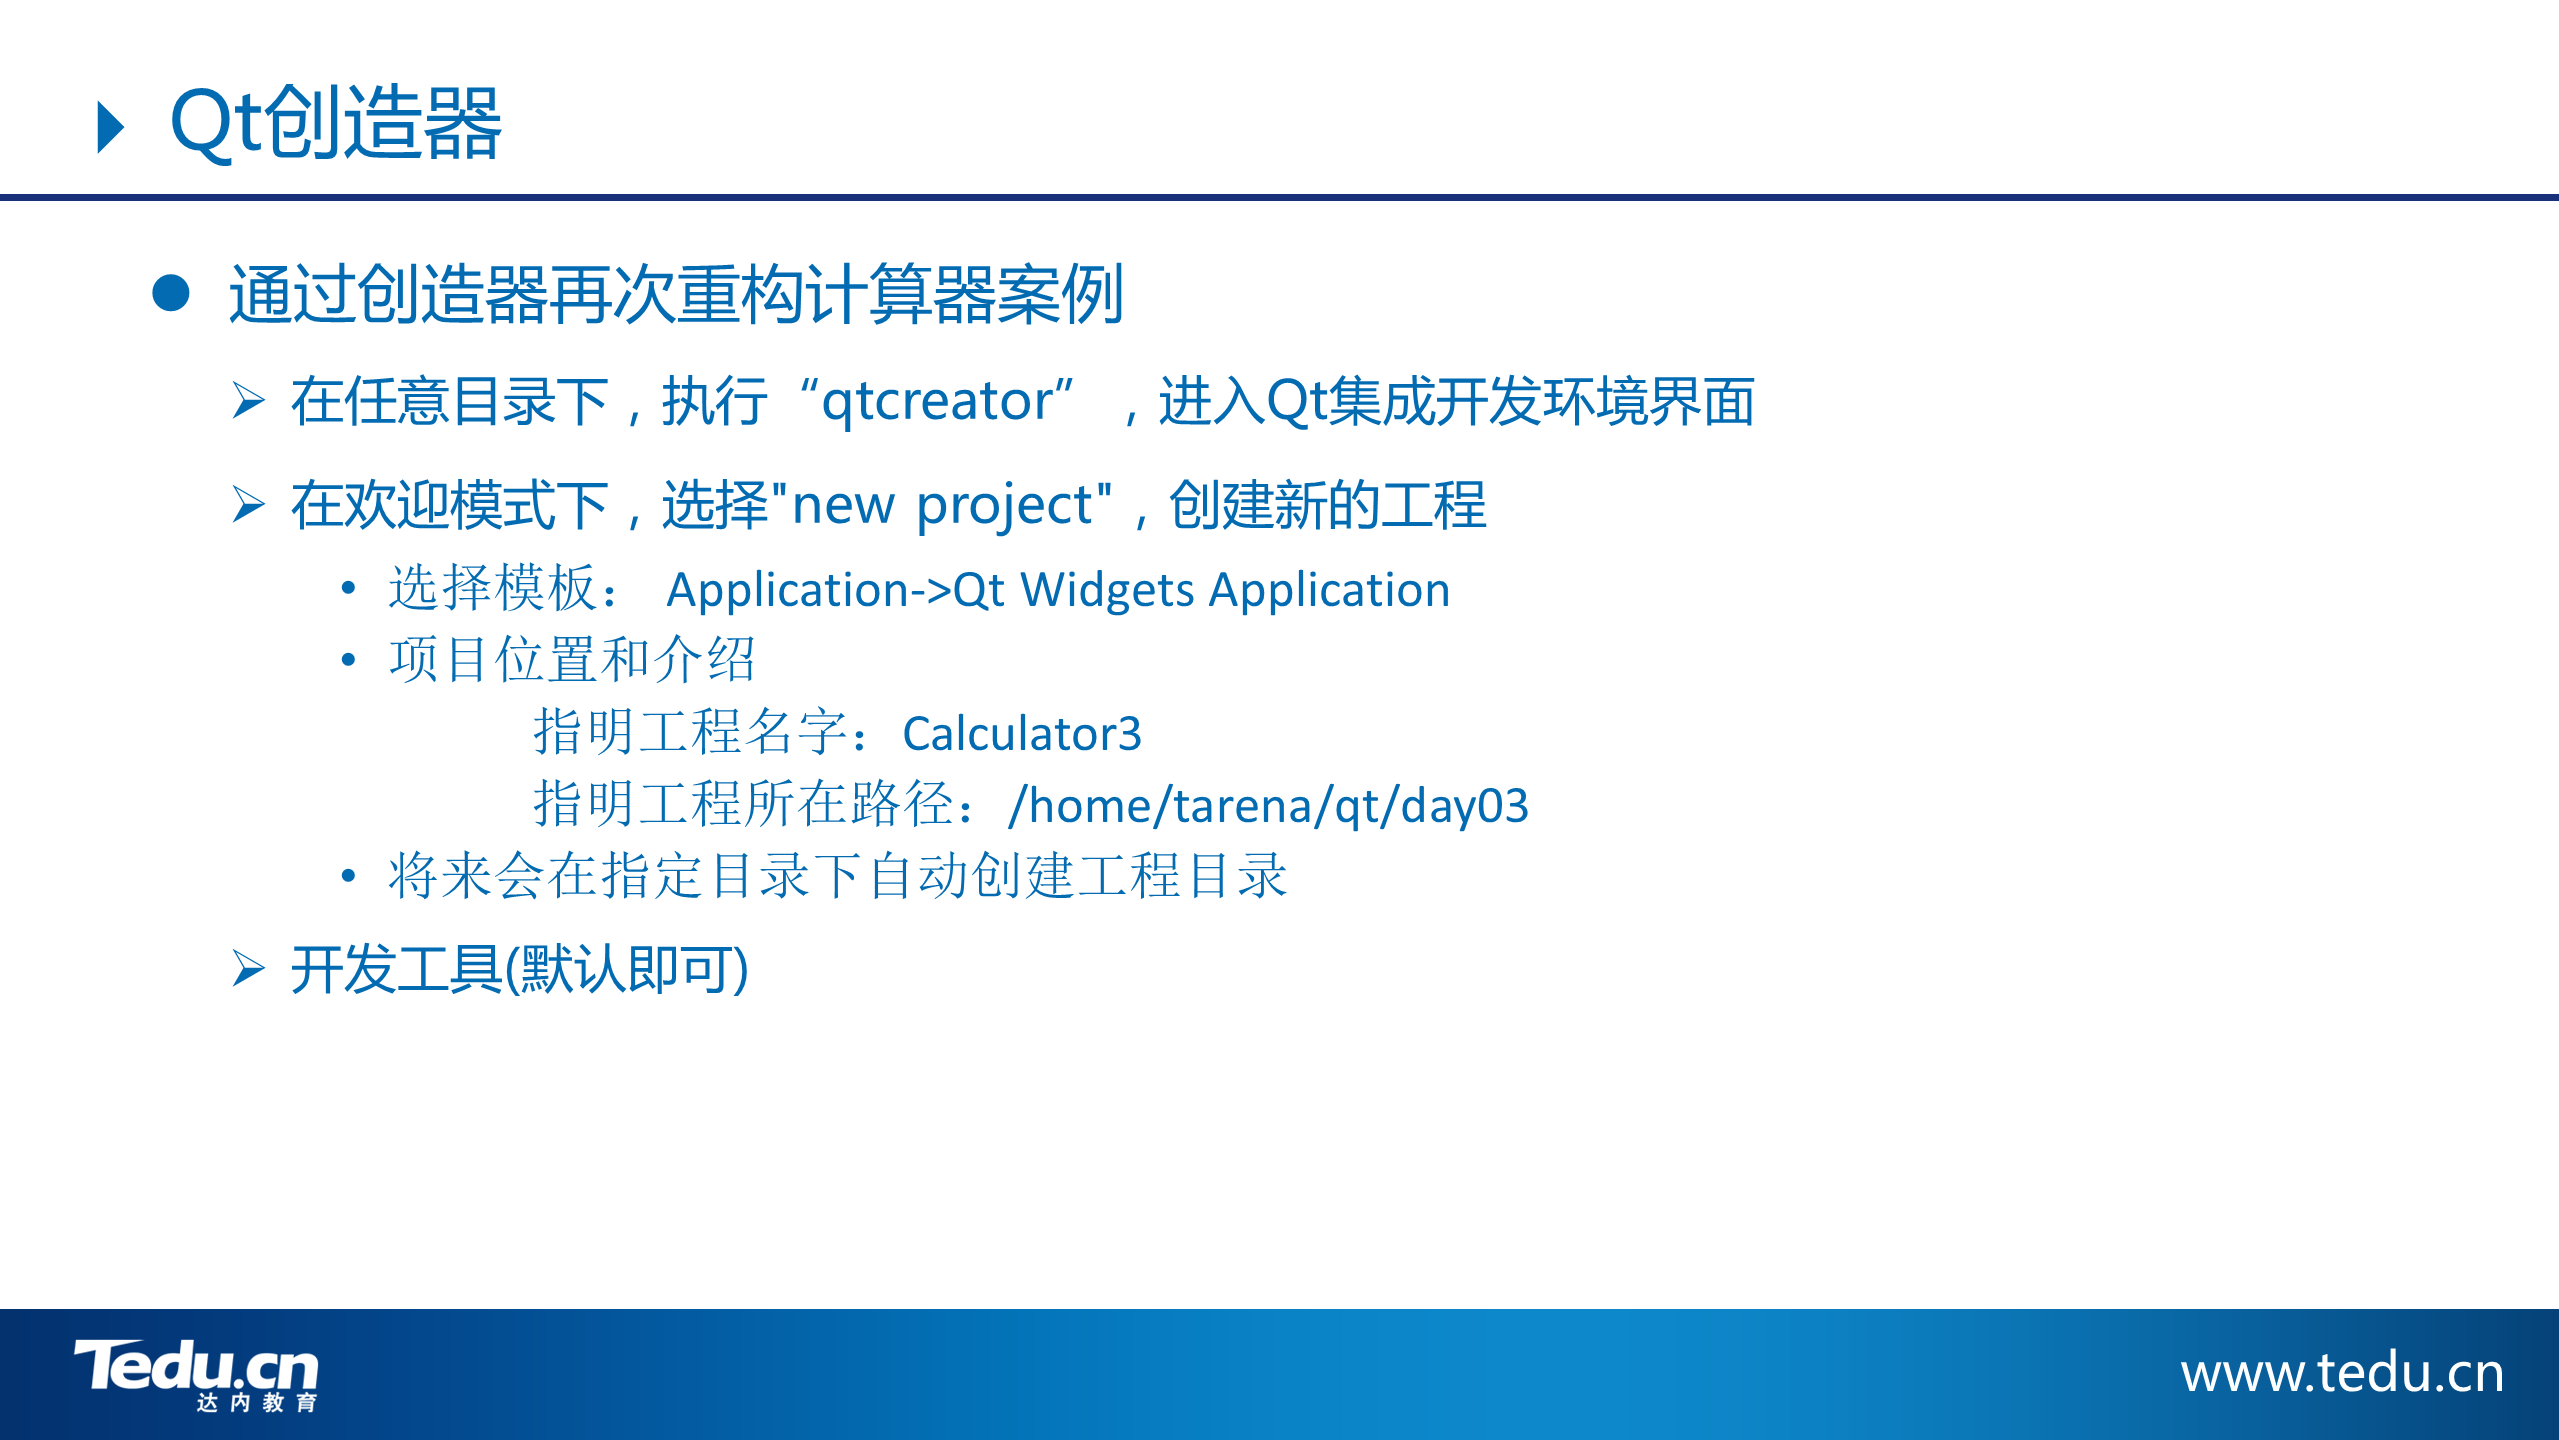 Qt创造器
通过创造器再次重构计算器案例
在任意目录下，执行“qtcreator”，进入Qt集成开发环境界面
在欢迎模式下，选择"new project"，创建新的工程
• 选择模板： Application->Qt Widgets Application
• 项目位置和介绍
指明工程名字：Calculator3
指明工程所在路径：/home/tarena/qt/day03
• 将来会在指定目录下自动创建工程目录
开发工具(默认即可)
Tedu.cn
达内教育
www.tedu.cn